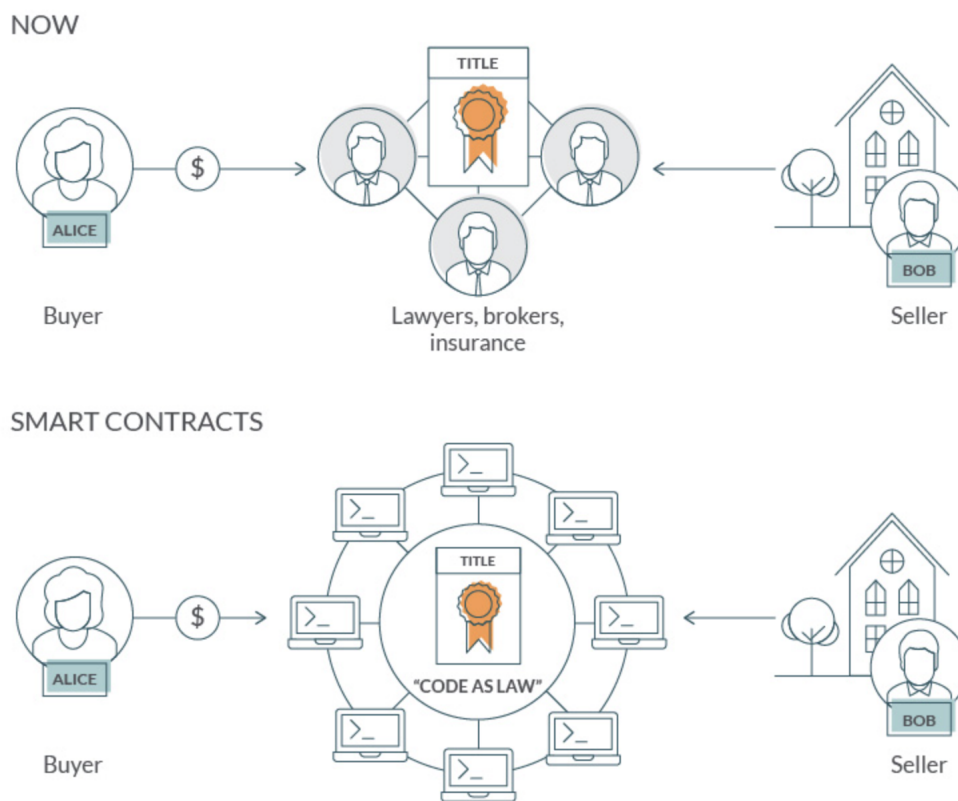 NOW
TITLE
$
ALICE
BOB
Buyer
Lawyers, brokers,
insurance
Seller
SMART CONTRACTS
>_
>_
>_
TITLE
$
>_
>_
ALICE
"CODE AS LAW"
BOB
>_
>_
>_
Buyer
Seller